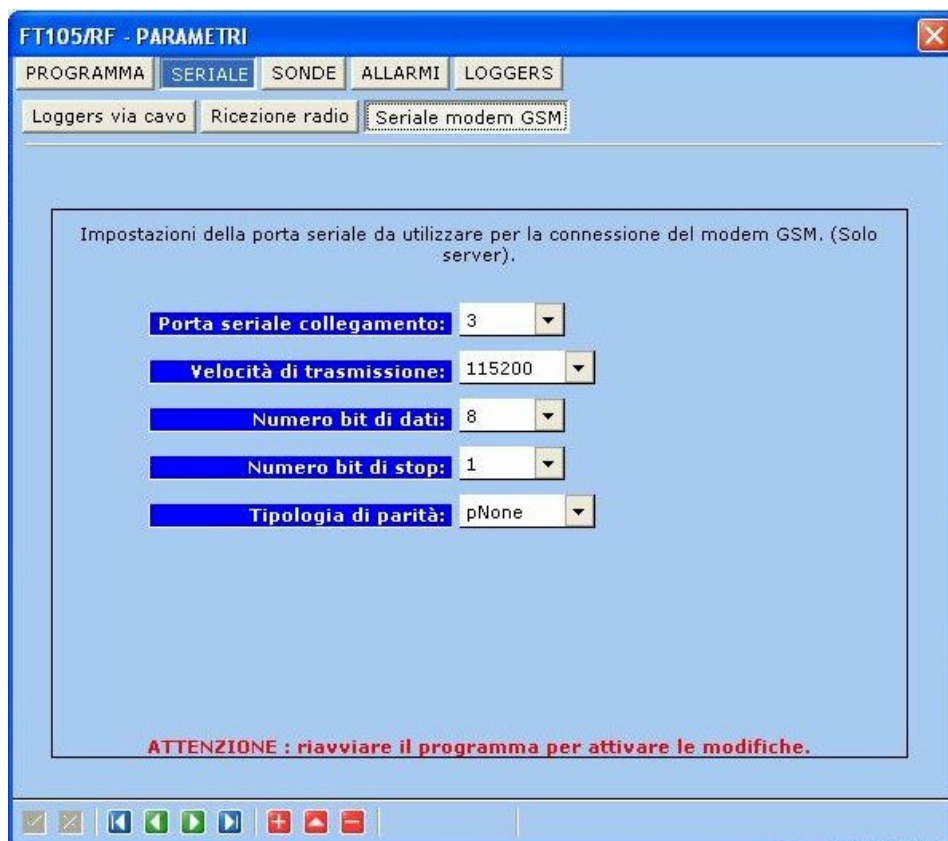 FT105/RF - PARAMETRI
PROGRAMMA SERIALE SONDE ALLARMI LOGGERS
Loggers via cavo Ricezione radio Seriale modem GSM
Impostazioni della porta seriale da utilizzare per la connessione del modem GSM. (Solo
server).
Porta seriale collegamento: 3
Velocità di trasmissione: 115200
Numero bit di dati: 8
Numero bit di stop: 1
Tipologia di parità: pNone
ATTENZIONE : riavviare il programma per attivare le modifiche.